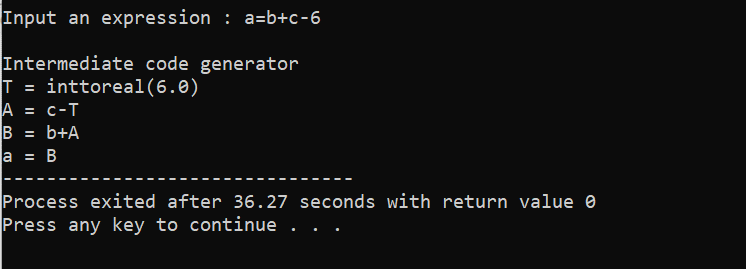 Input an expression : a=b+c-6
Intermediate code generator
T = inttoreal(6.0)
A = c-T
B = b+A
a = B
--------------------------------
Process exited after 36.27 seconds with return value 0
Press any key to continue . . .